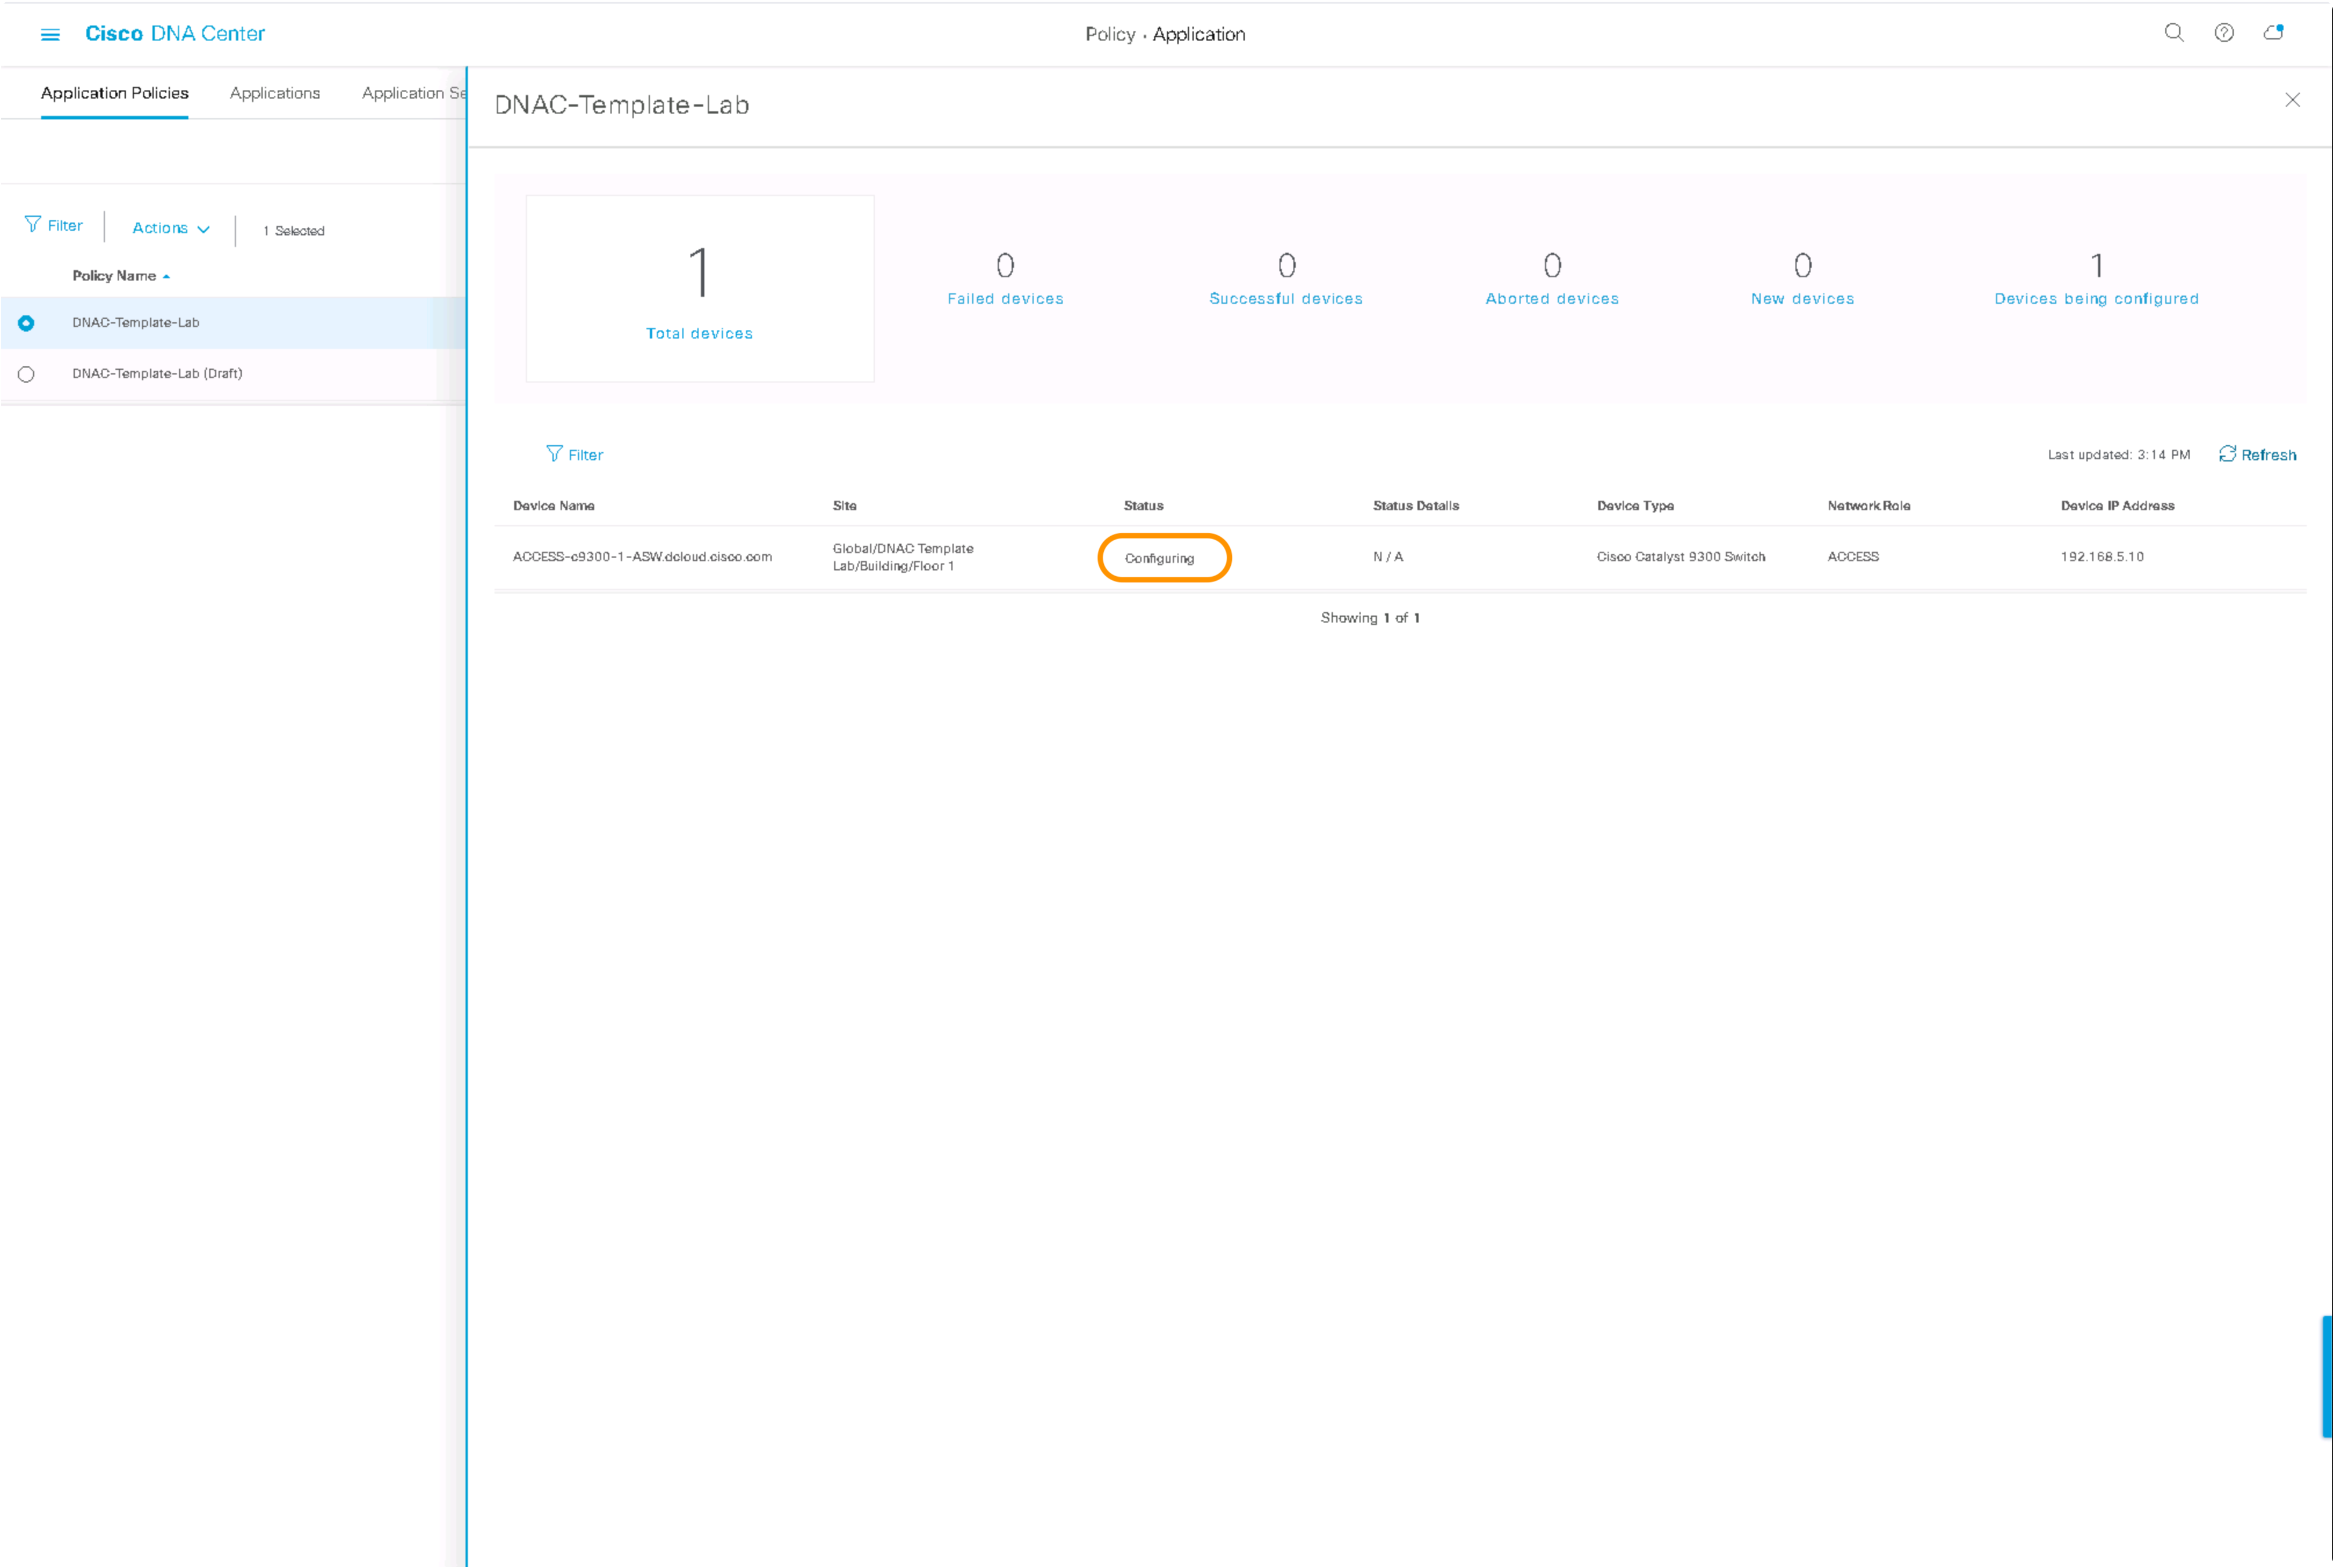 Cisco DNA Center
Policy · Application
Application Policies
Applications
Application Se
DNAC-Template-Lab
Filter
Actions
1 Selected
Policy Name
DNAC-Template-Lab
DNAC-Template-Lab (Draft)
1
Total devices
0
Failed devices
0
Successful devices
0
Aborted devices
0
New devices
1
Devices being configured
Filter
Last updated: 3:14 PM
Refresh
Device Name
Site
Status
Status Details
Device Type
Network Role
Device IP Address
ACCESS-c9300-1-ASW.dcloud.cisco.com
Global/DNAC Template
Lab/Building/Floor 1
Configuring
N/A
Cisco Catalyst 9300 Switch
ACCESS
192.168.5.10
Showing 1 of 1